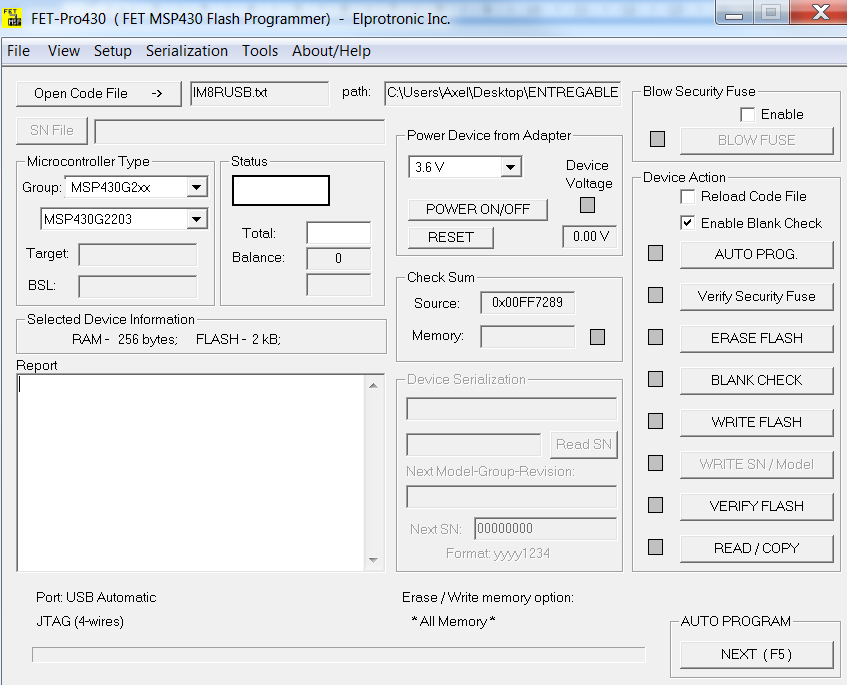 FET-Pro430 ( FET MSP430 Flash Programmer) - Elprotronic Inc.
File View Setup Serialization Tools About/Help
Open Code File -> IM8RUSB.txt path: C:\Users\Axel\Desktop\ENTREGABLE
SN File
Microcontroller Type
Group: MSP430G2xx
MSP430G2203
Target:
BSL:
Status
Total:
Balance: 0
Selected Device Information
RAM - 256 bytes; FLASH - 2 kB;
Report
Power Device from Adapter
3.6 V
Device
Voltage
POWER ON/OFF
RESET
0.00 V
Check Sum
Source: 0x00FF7289
Memory:
Device Serialization
Read SN
Next Model-Group-Revision:
Next SN: 00000000
Format: yyyy1234
Blow Security Fuse
Enable
BLOW FUSE
Device Action
Reload Code File
Enable Blank Check
AUTO PROG.
Verify Security Fuse
ERASE FLASH
BLANK CHECK
WRITE FLASH
WRITE SN / Model
VERIFY FLASH
READ / COPY
Port: USB Automatic
JTAG (4-wires)
Erase / Write memory option:
* All Memory *
AUTO PROGRAM
NEXT ( F5 )